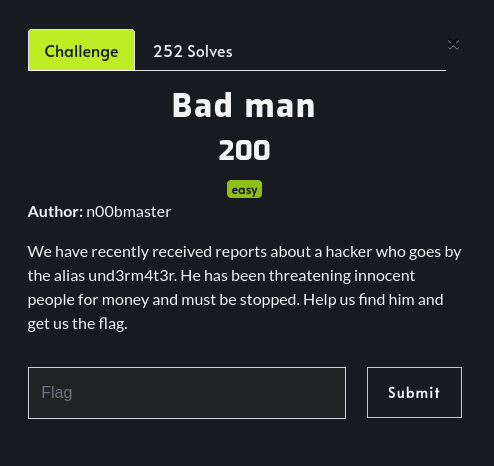 Challenge
252 Solves
×
Bad man
200
easy
Author: n00bmaster
We have recently received reports about a hacker who goes by
the alias und3rm4t3r. He has been threatening innocent
people for money and must be stopped. Help us find him and
get us the flag.
Flag
Submit